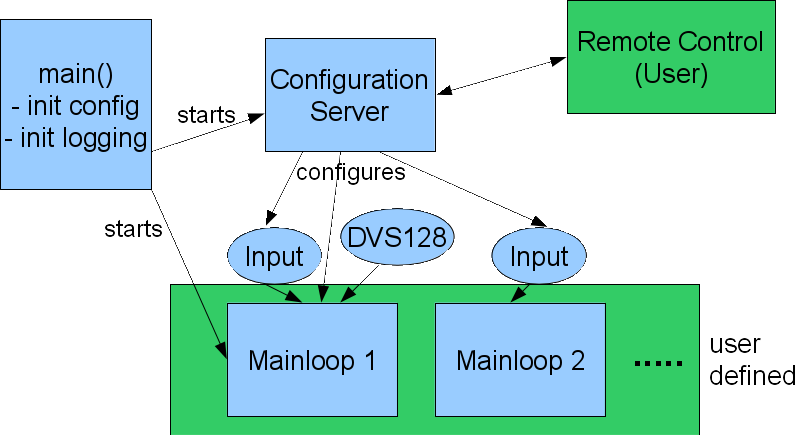 main()
- init config
- init logging
Configuration
Server
Remote Control
(User)
starts
configures
starts
Input
DVS128
Input
Mainloop 1
Mainloop 2
.....
user
defined